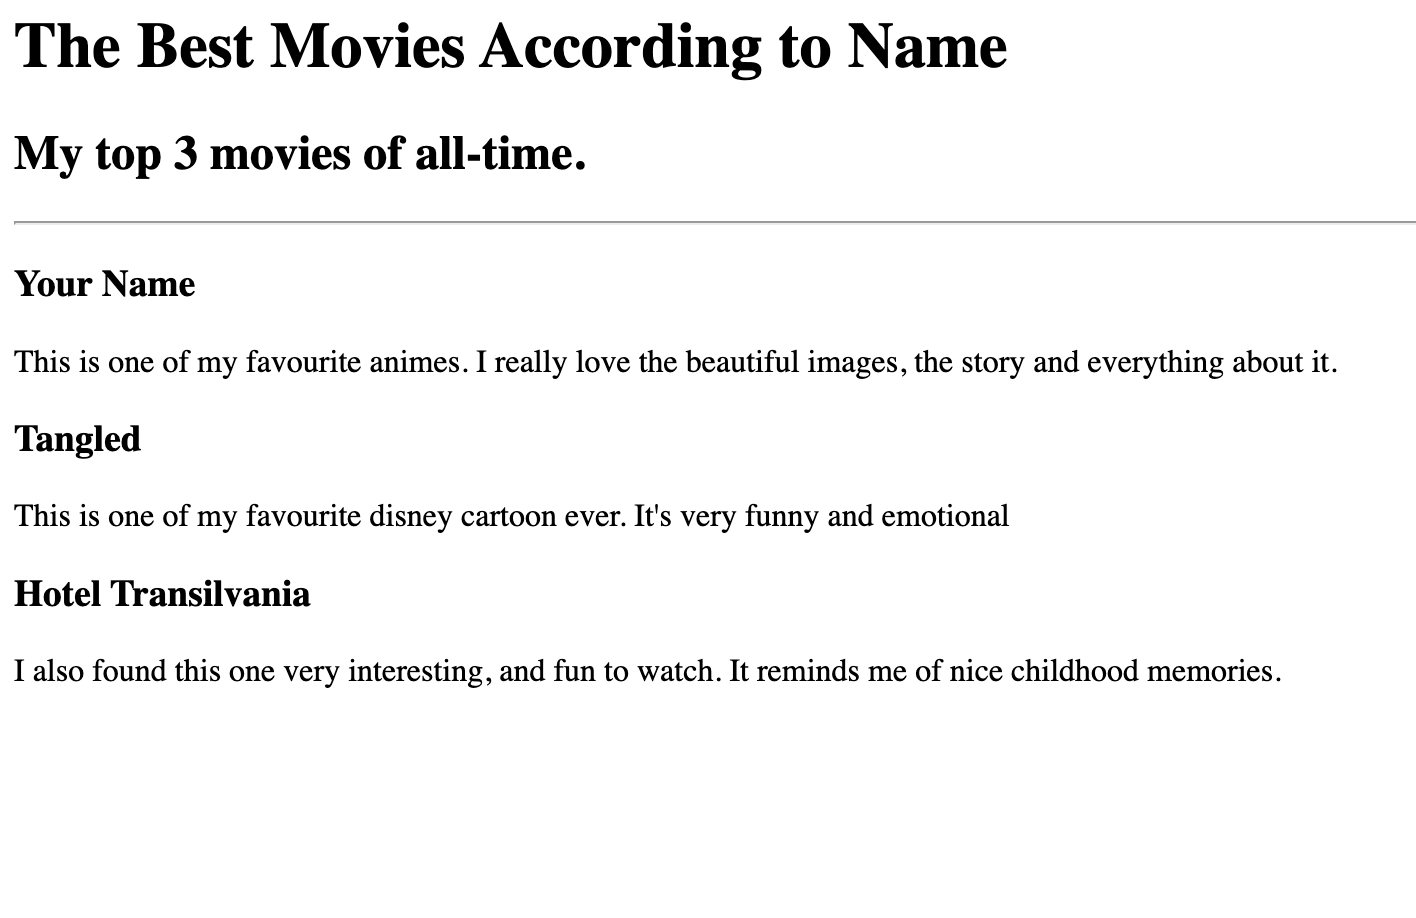 The Best Movies According to Name
My top 3 movies of all-time.
Your Name
This is one of my favourite animes. I really love the beautiful images, the story and everything about it.
Tangled
This is one of my favourite disney cartoon ever. It's very funny and emotional
Hotel Transilvania
I also found this one very interesting, and fun to watch. It reminds me of nice childhood memories.